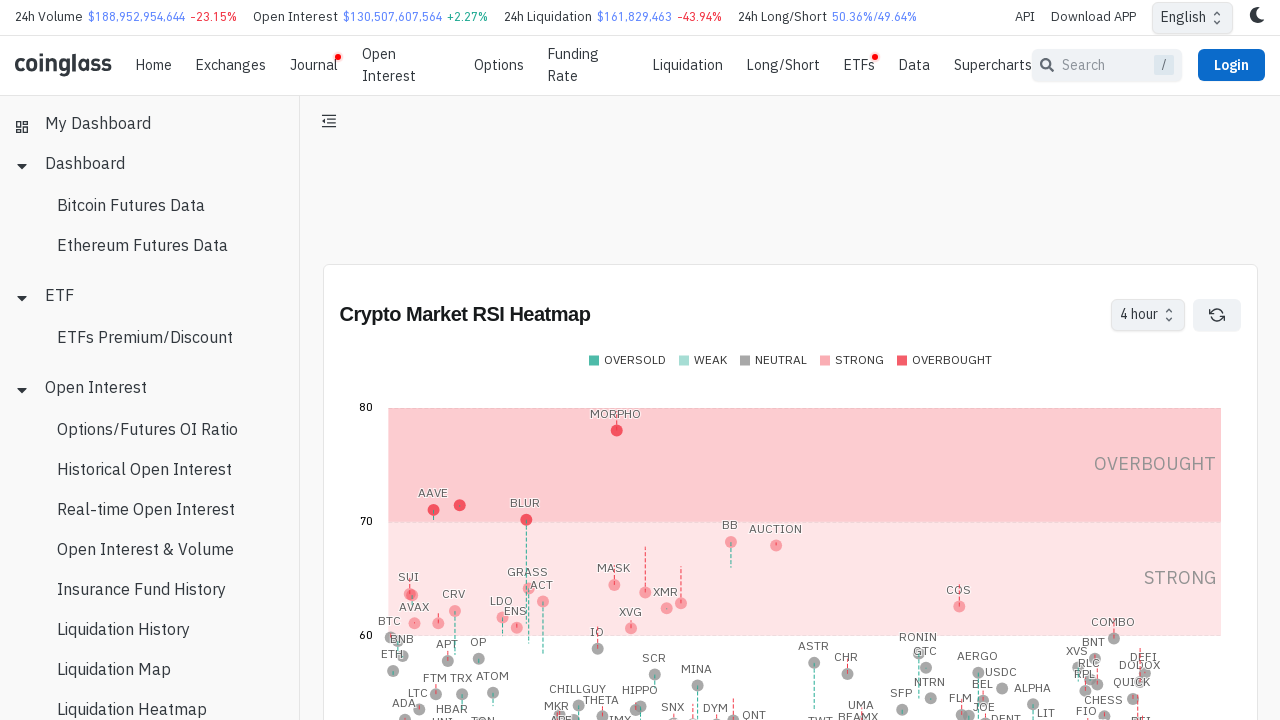 24h Volume $188,952,954,644 -23.15% Open Interest $130,507,607,564 +2.27% 24h Liquidation $161,829,463 -43.94% 24h Long/Short 50.36%/49.64% API Download APP English
coinglass Home Exchanges Journal Open Interest Options Funding Rate Liquidation Long/Short ETFs Data Supercharts Search / Login
My Dashboard
Dashboard
Bitcoin Futures Data
Ethereum Futures Data
ETF
ETFs Premium/Discount
Open Interest
Options/Futures OI Ratio
Historical Open Interest
Real-time Open Interest
Open Interest & Volume
Insurance Fund History
Liquidation History
Liquidation Map
Liquidation Heatmap
Crypto Market RSI Heatmap 4 hour
OVERSOLD WEAK NEUTRAL STRONG OVERBOUGHT
80
MORPHO
OVERBOUGHT
AAVE
BLUR
70
BB AUCTION
STRONG
SUI GRASS MASK
ACT
CRV XMR COS
AVAX LDO
ENS XVG
BTC COMBO
60 IO
BNB APT OP RONIN BNT
ETH ASTR GTC XVS
SCR CHR AERGO DEFI
RLC DODOX
FTM TRX ATOM MINA NTRN BEL USDC RPL QUICK
LTC CHILLGUY HIPPO SFP FLM ALPHA
ADA HBAR MKR THETA SNX DYM UMA JOE CHESS
TON IMX QNT BEAMX DENT LIT FIO